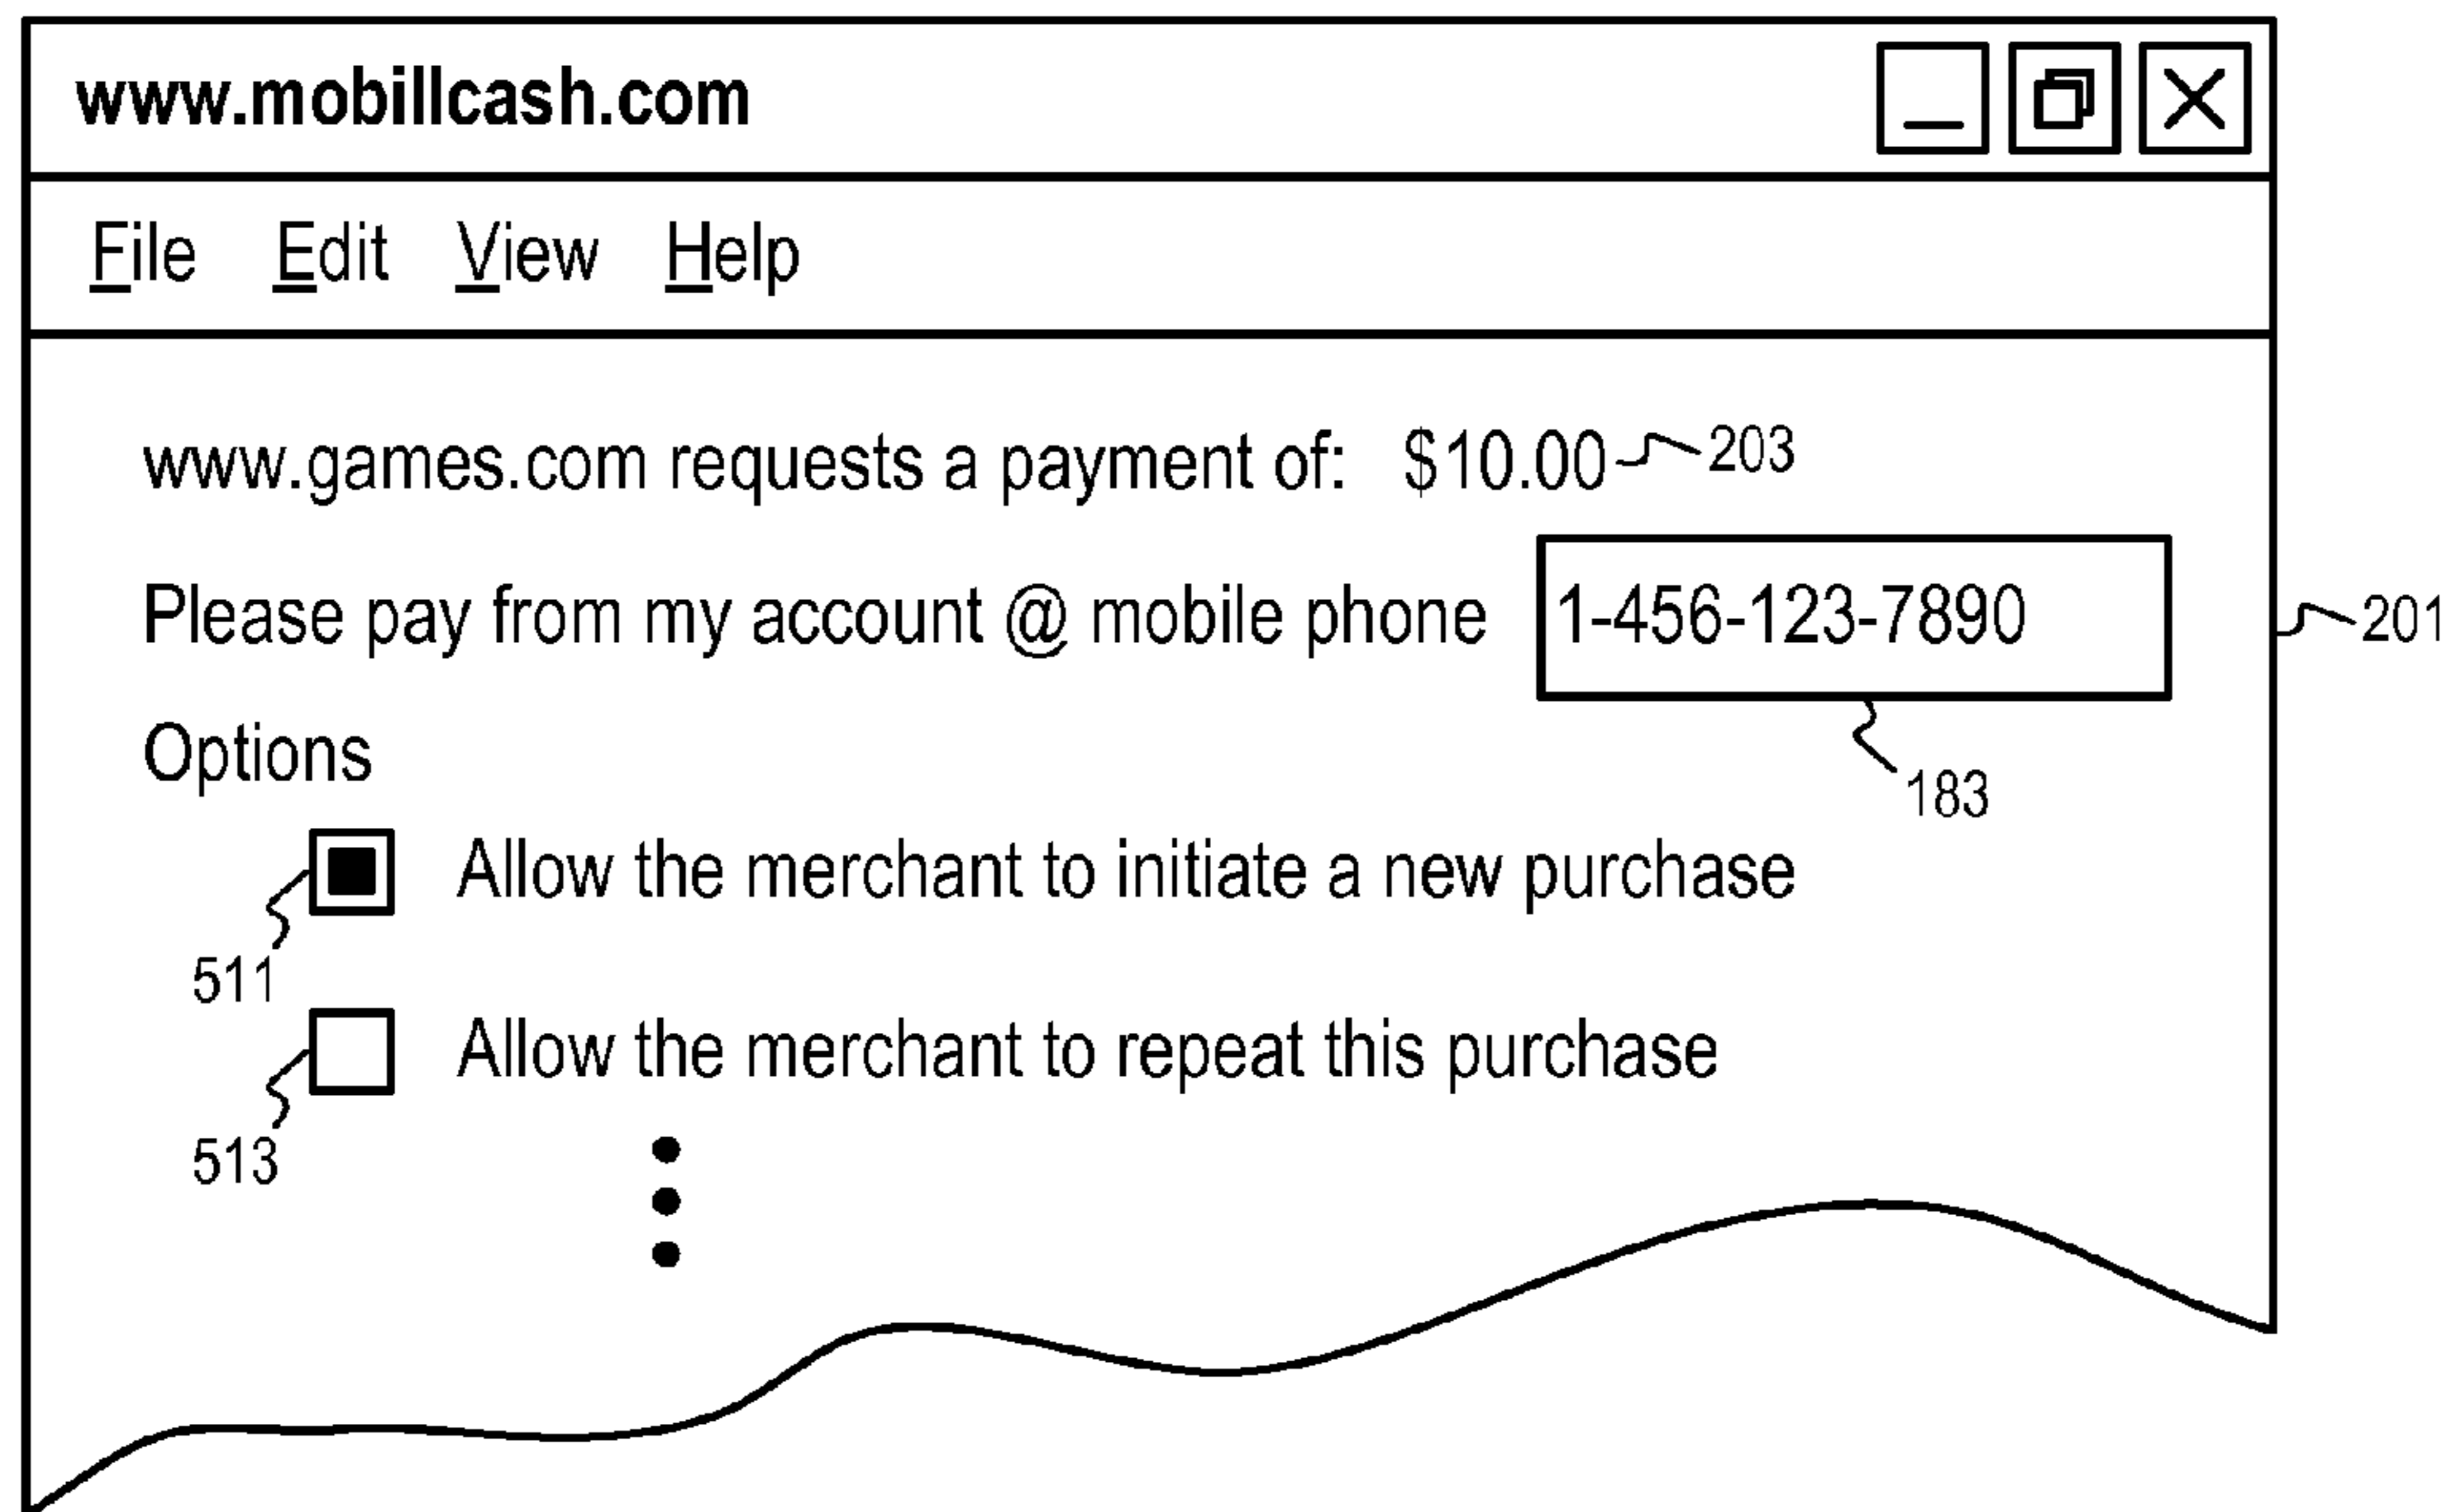 www.mobillcash.com
File Edit View Help
www.games.com requests a payment of: $10.00 203
Please pay from my account @ mobile phone 1-456-123-7890 201
Options
183
Allow the merchant to initiate a new purchase
511
Allow the merchant to repeat this purchase
513